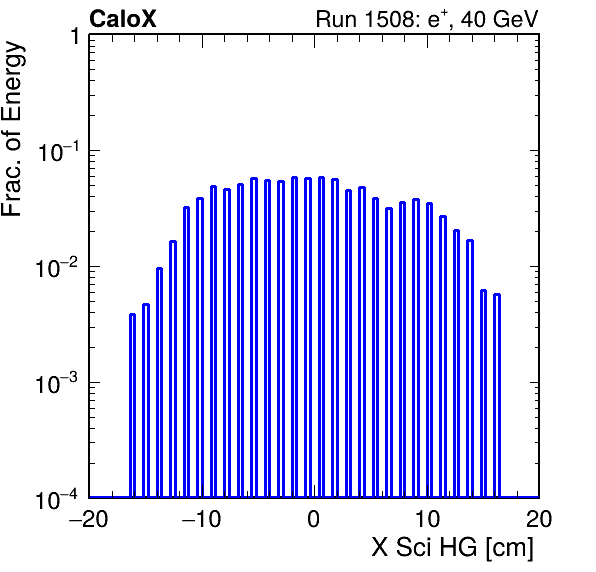 CaloX Run 1508: e⁺, 40 GeV
Frac. of Energy
1
10⁻¹
10⁻²
10⁻³
10⁻⁴
−20 −10 0 10 20
X Sci HG [cm]